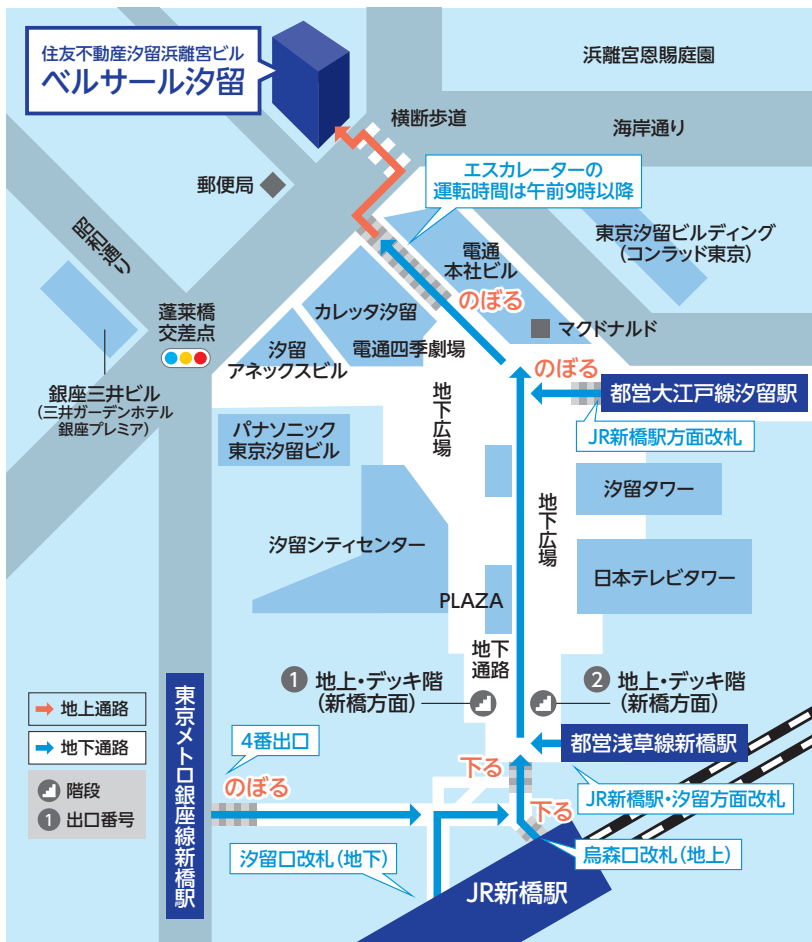 住友不動産汐留浜離宮ビル
ベルサール汐留
浜離宮恩賜庭園
横断歩道
海岸通り
エスカレーターの
運転時間は午前9時以降
郵便局
昭和通り
電通
本社ビル
東京汐留ビルディング
(コンラッド東京)
のぼる
カレッタ汐留
蓬莱橋
交差点
マクドナルド
汐留
アネックスビル
電通四季劇場
のぼる
銀座三井ビル
(三井ガーデンホテル
銀座プレミア)
地下広場
都営大江戸線汐留駅
JR新橋駅方面改札
パナソニック
東京汐留ビル
汐留タワー
地下広場
汐留シティセンター
日本テレビタワー
PLAZA
地下
通路
1 地上・デッキ階
(新橋方面)
2 地上・デッキ階
(新橋方面)
東京メトロ銀座線新橋駅
地上通路
地下通路
階段
1 出口番号
4番出口
のぼる
都営浅草線新橋駅
下る
JR新橋駅・汐留方面改札
下る
汐留口改札(地下)
烏森口改札(地上)
JR新橋駅